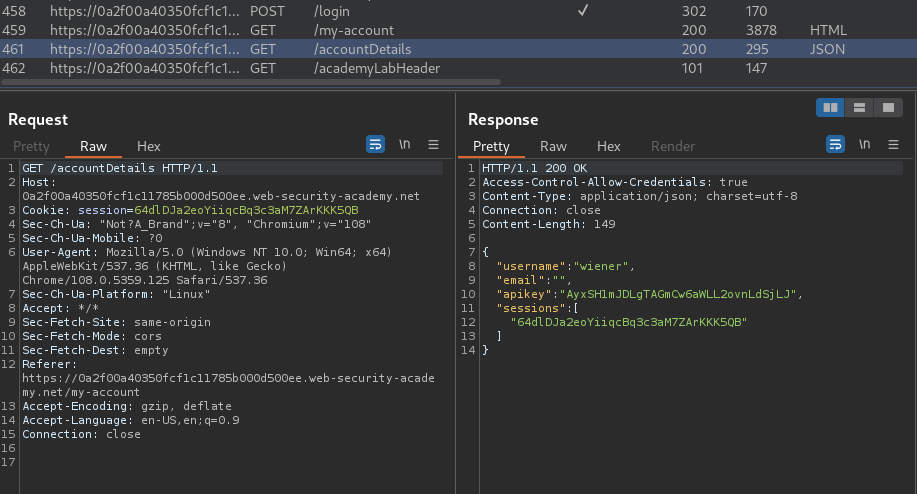 458 https://0a2f00a40350fcf1c1... POST /login ✓ 302 170
459 https://0a2f00a40350fcf1c1... GET /my-account 200 3878 HTML
461 https://0a2f00a40350fcf1c1... GET /accountDetails 200 295 JSON
462 https://0a2f00a40350fcf1c1... GET /academyLabHeader 101 147
Request
Pretty Raw Hex \n
1 GET /accountDetails HTTP/1.1
2 Host:
0a2f00a40350fcf1c11785b000d500ee.web-security-academy.net
3 Cookie: session=64dlDJa2eoYiiqcBq3c3aM7ZArKKK5QB
4 Sec-Ch-Ua: "Not?A_Brand";v="8", "Chromium";v="108"
5 Sec-Ch-Ua-Mobile: ?0
6 User-Agent: Mozilla/5.0 (Windows NT 10.0; Win64; x64)
AppleWebKit/537.36 (KHTML, like Gecko)
Chrome/108.0.5359.125 Safari/537.36
7 Sec-Ch-Ua-Platform: "Linux"
8 Accept: */*
9 Sec-Fetch-Site: same-origin
10 Sec-Fetch-Mode: cors
11 Sec-Fetch-Dest: empty
12 Referer:
https://0a2f00a40350fcf1c11785b000d500ee.web-security-acade
my.net/my-account
13 Accept-Encoding: gzip, deflate
14 Accept-Language: en-US,en;q=0.9
15 Connection: close
16
17
Response
Pretty Raw Hex Render \n
1 HTTP/1.1 200 OK
2 Access-Control-Allow-Credentials: true
3 Content-Type: application/json; charset=utf-8
4 Connection: close
5 Content-Length: 149
6
7 {
8 "username":"wiener",
9 "email":"",
10 "apikey":"AyxSH1mJDLgTAGmCw6aWLL2ovnLdSjLJ",
11 "sessions":[
12 "64dlDJa2eoYiiqcBq3c3aM7ZArKKK5QB"
13 ]
14 }